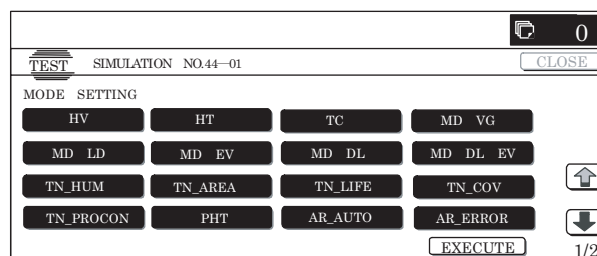 0
TEST SIMULATION NO.44—01 CLOSE
MODE SETTING
HV HT TC MD VG
MD LD MD EV MD DL MD DL EV
TN_HUM TN_AREA TN_LIFE TN_COV
TN_PROCON PHT AR_AUTO AR_ERROR
EXECUTE 1/2